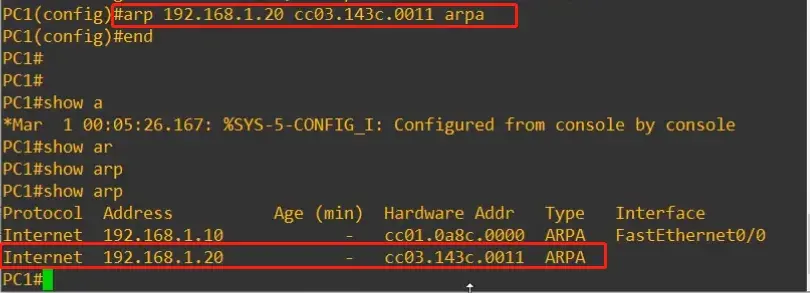 PC1(config)#arp 192.168.1.20 cc03.143c.0011 arpa
PC1(config)#end
PC1#
PC1#
PC1#show a
*Mar  1 00:05:26.167: %SYS-5-CONFIG_I: Configured from console by console
PC1#show ar
PC1#show arp
PC1#show arp
Protocol  Address          Age (min)  Hardware Addr   Type   Interface
Internet  192.168.1.10            -   cc01.0a8c.0000  ARPA   FastEthernet0/0
Internet  192.168.1.20            -   cc03.143c.0011  ARPA
PC1#